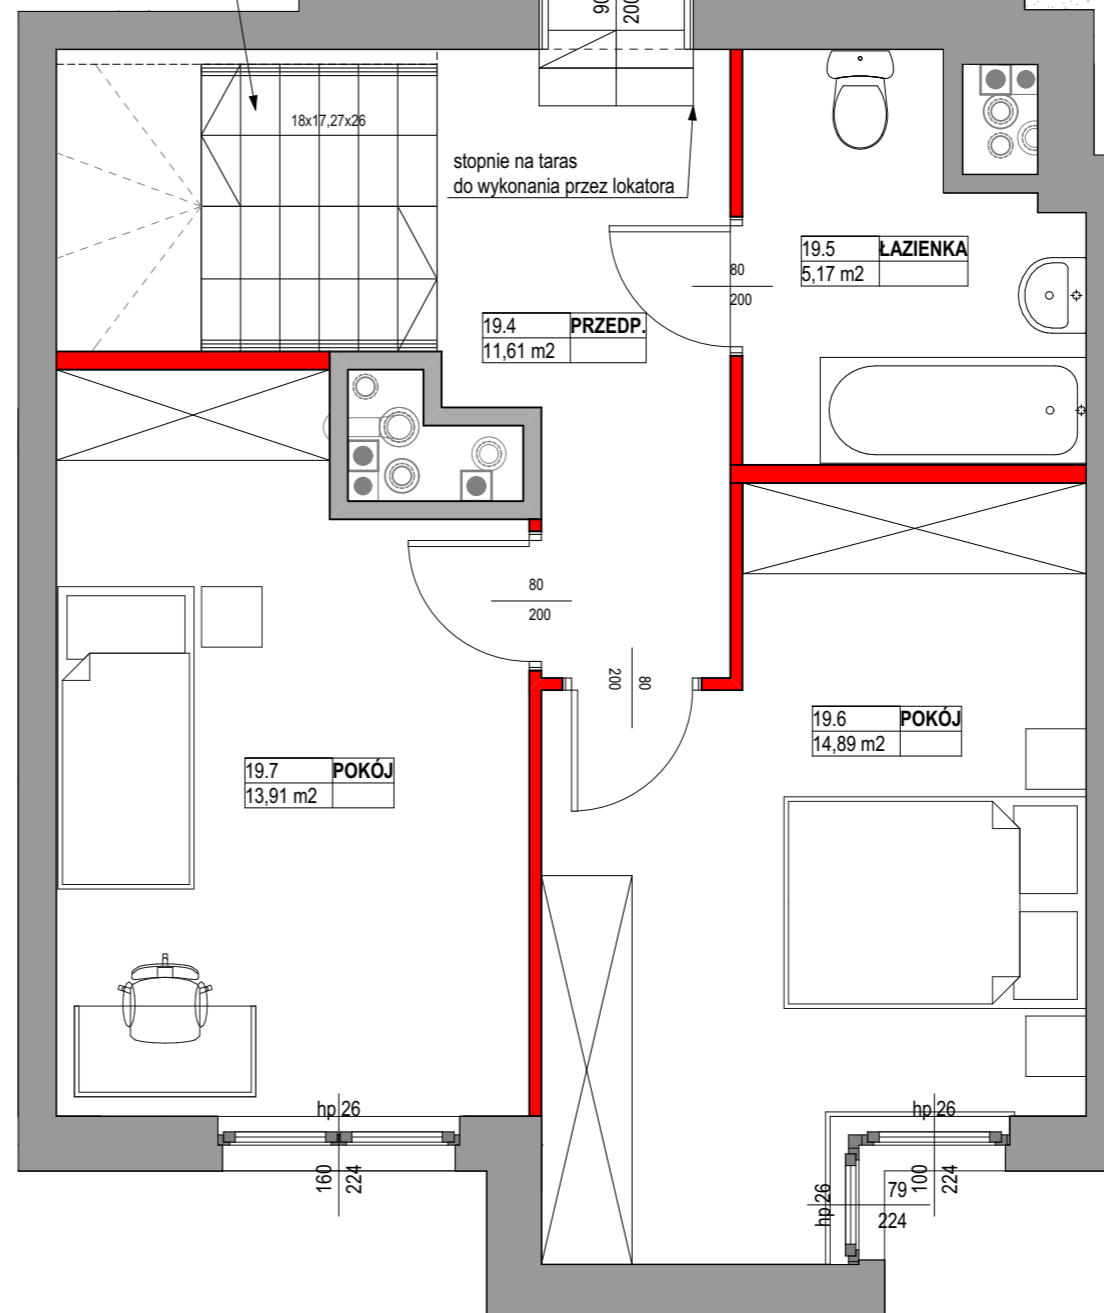 90
200
18x17,27x26
stopnie na taras
do wykonania przez lokatora
19.5 ŁAZIENKA
5,17 m2
80
200
19.4 PRZEDP.
11,61 m2
80
200
80
200
19.6 POKÓJ
14,89 m2
19.7 POKÓJ
13,91 m2
hp 26
160
224
hp 26
100
224
hp 26
79
224